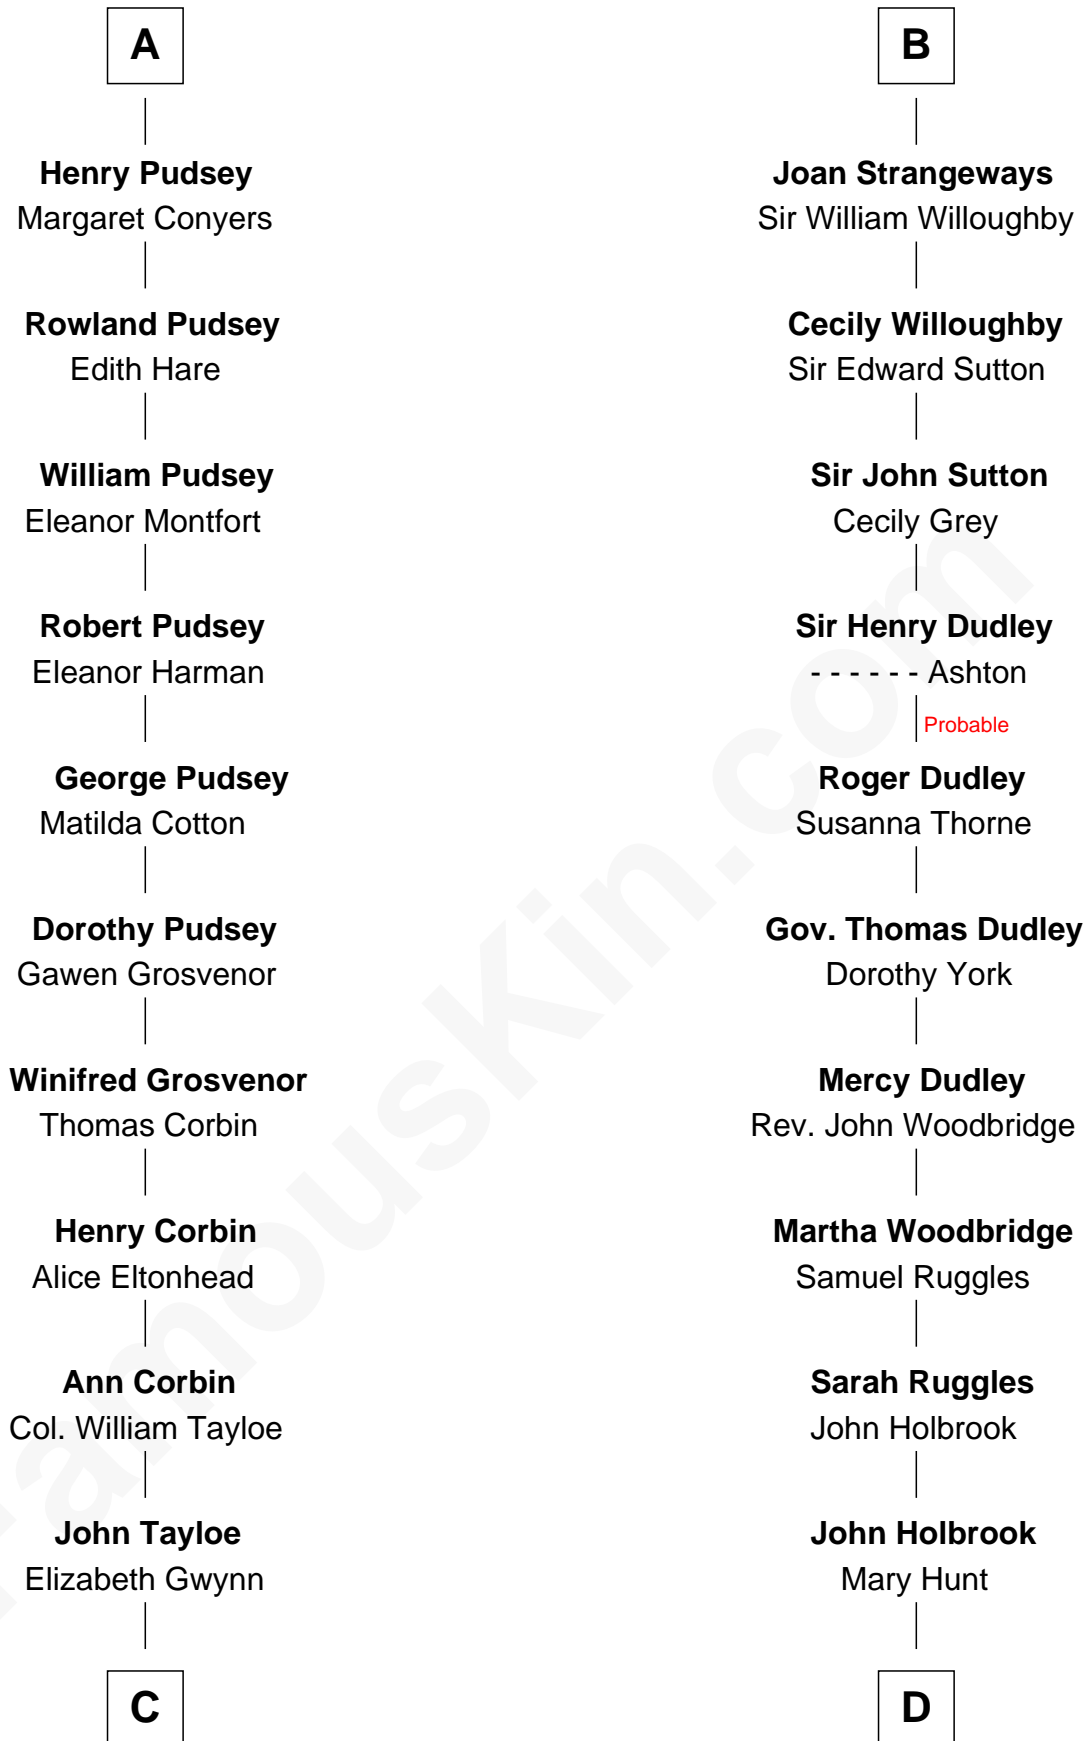 A
Henry Pudsey
Margaret Conyers
Rowland Pudsey
Edith Hare
William Pudsey
Eleanor Montfort
Robert Pudsey
Eleanor Harman
George Pudsey
Matilda Cotton
Dorothy Pudsey
Gawen Grosvenor
Winifred Grosvenor
Thomas Corbin
Henry Corbin
Alice Eltonhead
Ann Corbin
Col. William Tayloe
John Tayloe
Elizabeth Gwynn
C
B
Joan Strangeways
Sir William Willoughby
Cecily Willoughby
Sir Edward Sutton
Sir John Sutton
Cecily Grey
Sir Henry Dudley
- - - - - - Ashton
Probable
Roger Dudley
Susanna Thorne
Gov. Thomas Dudley
Dorothy York
Mercy Dudley
Rev. John Woodbridge
Martha Woodbridge
Samuel Ruggles
Sarah Ruggles
John Holbrook
John Holbrook
Mary Hunt
D
FamousKin.com